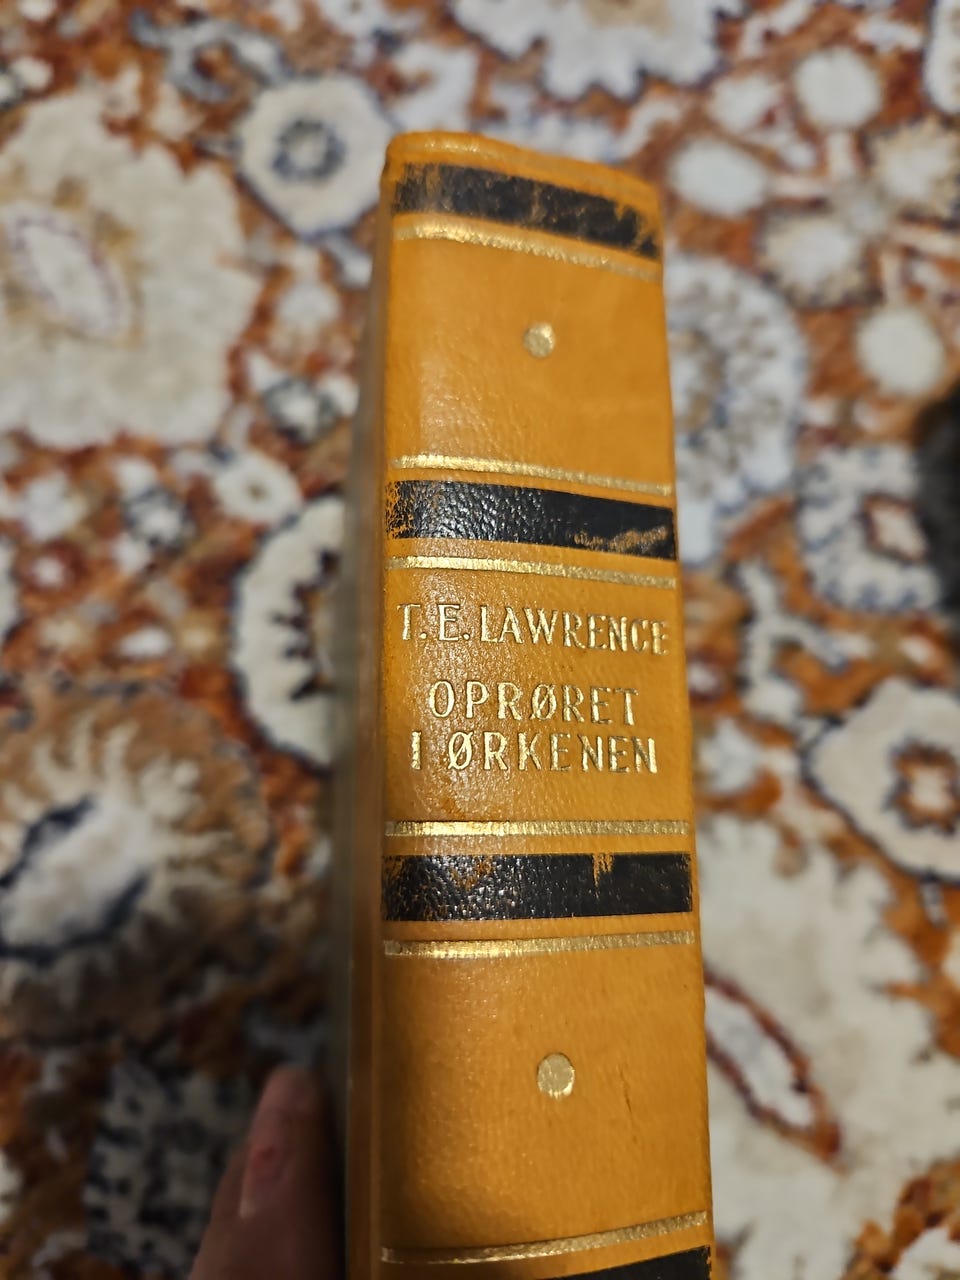 T. E. LAWRENCE
OPRØRET
I ØRKENEN